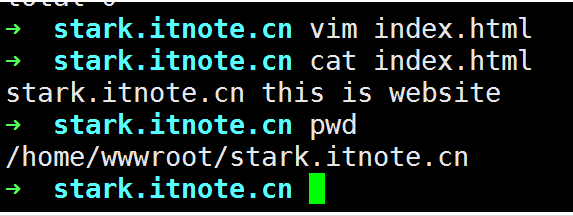 ➜  stark.itnote.cn vim index.html
➜  stark.itnote.cn cat index.html
stark.itnote.cn this is website
➜  stark.itnote.cn pwd
/home/wwwroot/stark.itnote.cn
➜  stark.itnote.cn